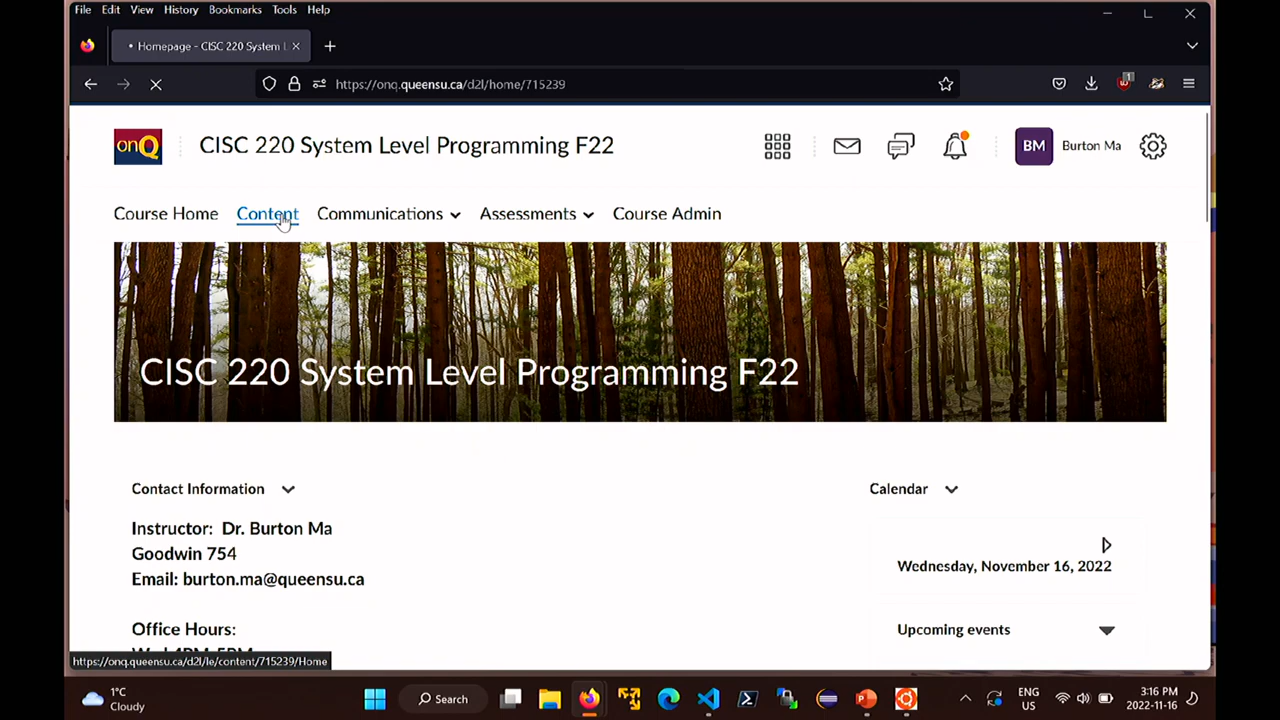 File Edit View History Bookmarks Tools Help
Homepage - CISC 220 System L
https://onq.queensu.ca/d2l/home/715239
1
onQ
CISC 220 System Level Programming F22
BM
Burton Ma
Course Home Content Communications Assessments Course Admin
CISC 220 System Level Programming F22
Contact Information
Calendar
Instructor: Dr. Burton Ma
Goodwin 754
Email: burton.ma@queensu.ca
Wednesday, November 16, 2022
Office Hours:
Upcoming events
Wed 4PM-5PM
https://onq.queensu.ca/d2l/le/content/715239/Home
1°C
Cloudy
Search
ENG
US
3:16 PM
2022-11-16